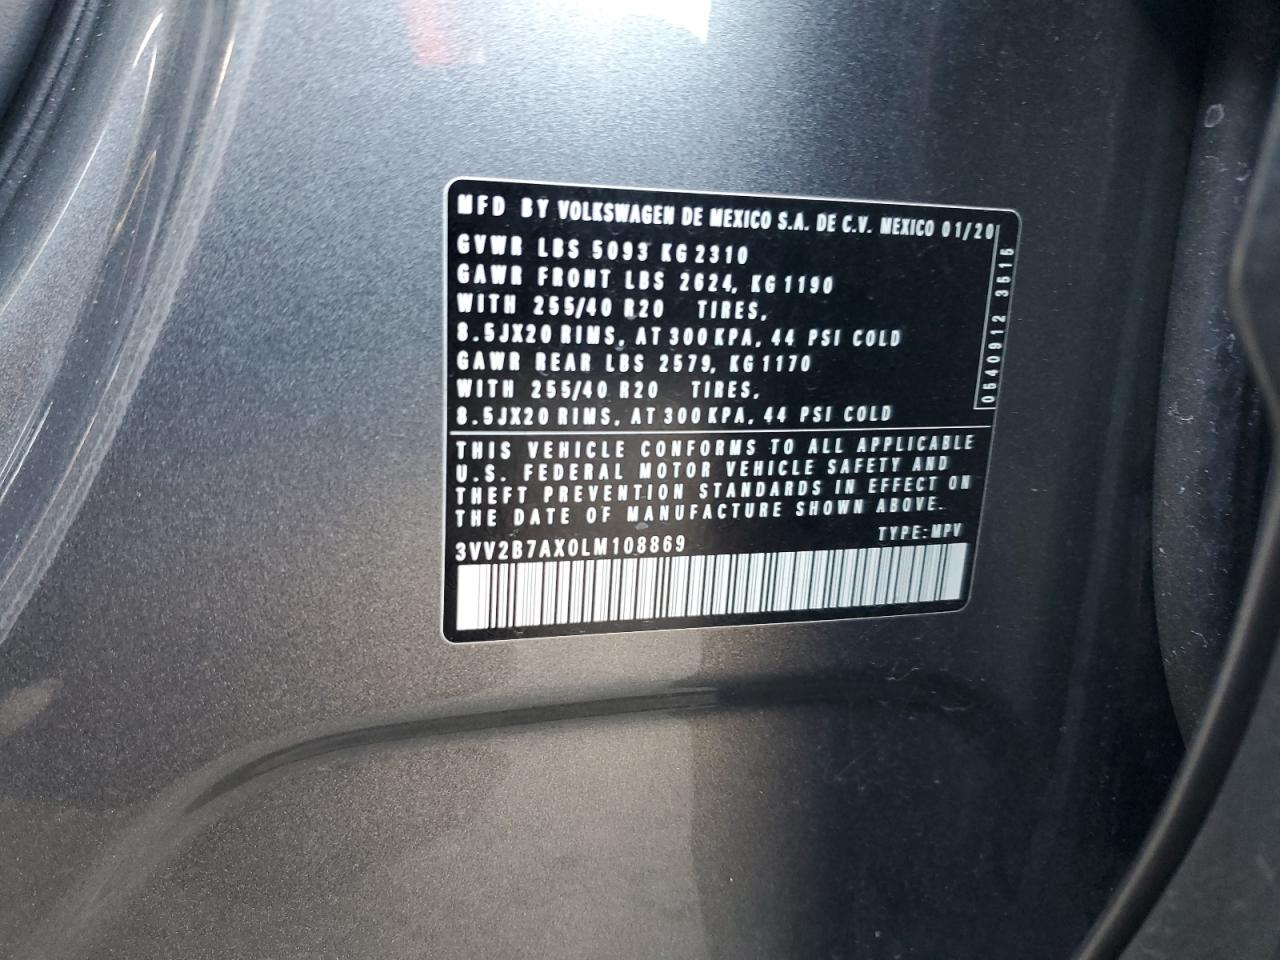 MFD BY VOLKSWAGEN DE MEXICO S.A. DE C.V. MEXICO 01/20
GVWR LBS 5093 KG 2310
GAWR FRONT LBS 2624, KG 1190
WITH 255/40 R20 TIRES,
8.5JX20 RIMS, AT 300 KPA, 44 PSI COLD
GAWR REAR LBS 2579, KG 1170
WITH 255/40 R20 TIRES,
8.5JX20 RIMS, AT 300 KPA, 44 PSI COLD
0540912 3515
THIS VEHICLE CONFORMS TO ALL APPLICABLE
U.S. FEDERAL MOTOR VEHICLE SAFETY AND
THEFT PREVENTION STANDARDS IN EFFECT ON
THE DATE OF MANUFACTURE SHOWN ABOVE.
3VV2B7AX0LM108869 TYPE: MPV